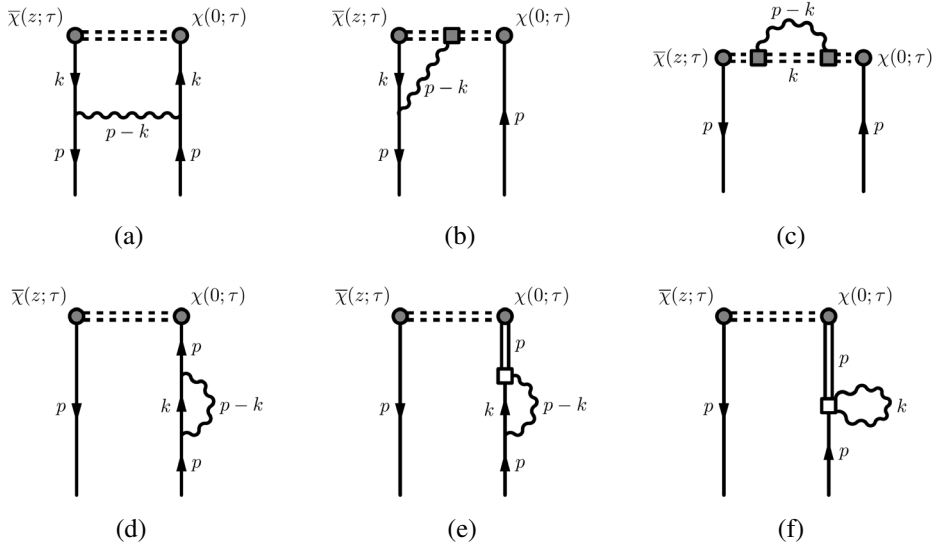 χ̅(z;τ) χ(0;τ) χ̅(z;τ) χ(0;τ) p − k
χ̅(z;τ) k χ(0;τ)
k k k p − k
p − k
p p p p p p
(a) (b) (c)
χ̅(z;τ) χ(0;τ) χ̅(z;τ) χ(0;τ) χ̅(z;τ) χ(0;τ)
p p p
p k p − k p k p − k p k
p p p
(d) (e) (f)